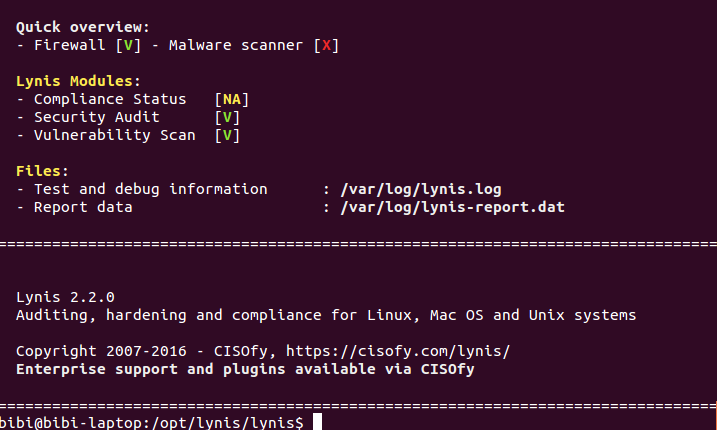 Quick overview:
- Firewall [V] - Malware scanner [X]
Lynis Modules:
- Compliance Status [NA]
- Security Audit [V]
- Vulnerability Scan [V]
Files:
- Test and debug information : /var/log/lynis.log
- Report data : /var/log/lynis-report.dat
================================================================================
Lynis 2.2.0
Auditing, hardening and compliance for Linux, Mac OS and Unix systems
Copyright 2007-2016 - CISOfy, https://cisofy.com/lynis/
Enterprise support and plugins available via CISOfy
================================================================================
bibi@bibi-laptop:/opt/lynis/lynis$